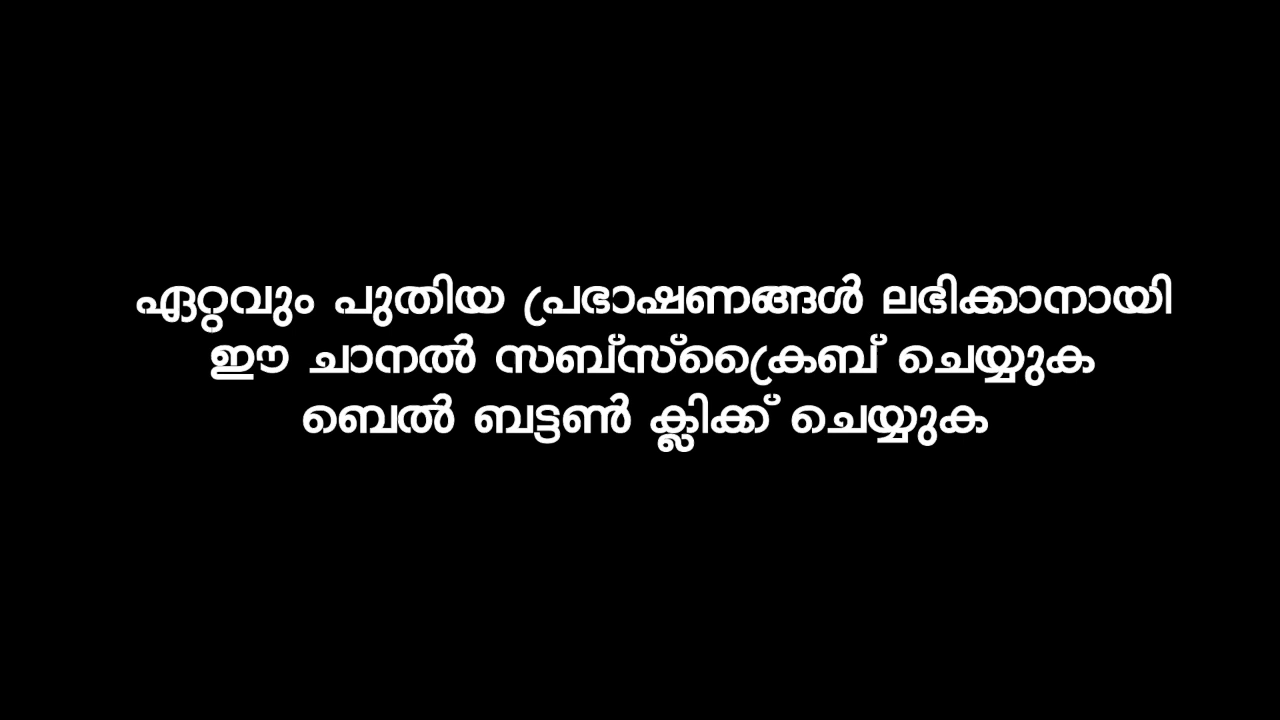 ഏറ്റവും പുതിയ പ്രഭാഷണങ്ങൾ ലഭിക്കാനായി
ഈ ചാനൽ സബ്സ്ക്രൈബ് ചെയ്യുക
ബെൽ ബട്ടൺ ക്ലിക്ക് ചെയ്യുക